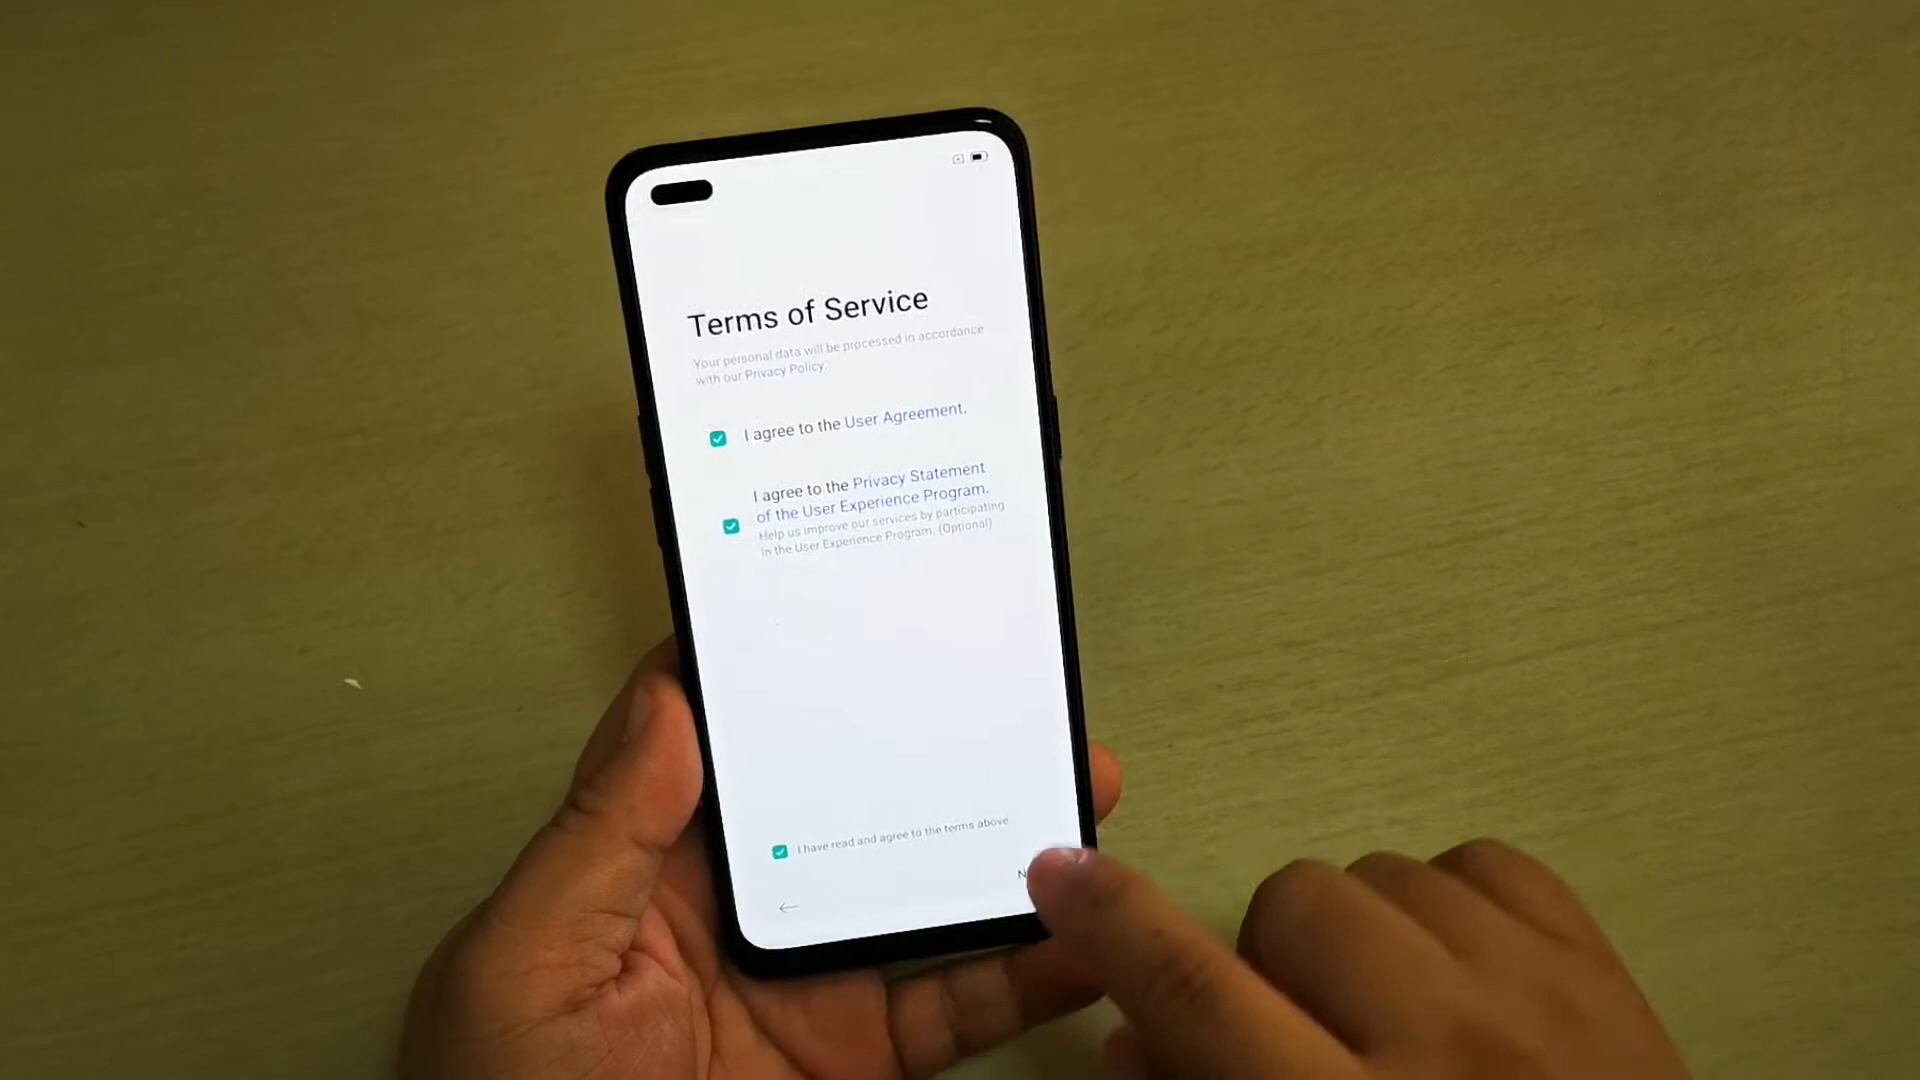 Terms of Service
Your personal data will be processed in accordance
with our Privacy Policy.
I agree to the User Agreement.
I agree to the Privacy Statement
of the User Experience Program.
Help us improve our services by participating
in the User Experience Program. (Optional)
I have read and agree to the terms above